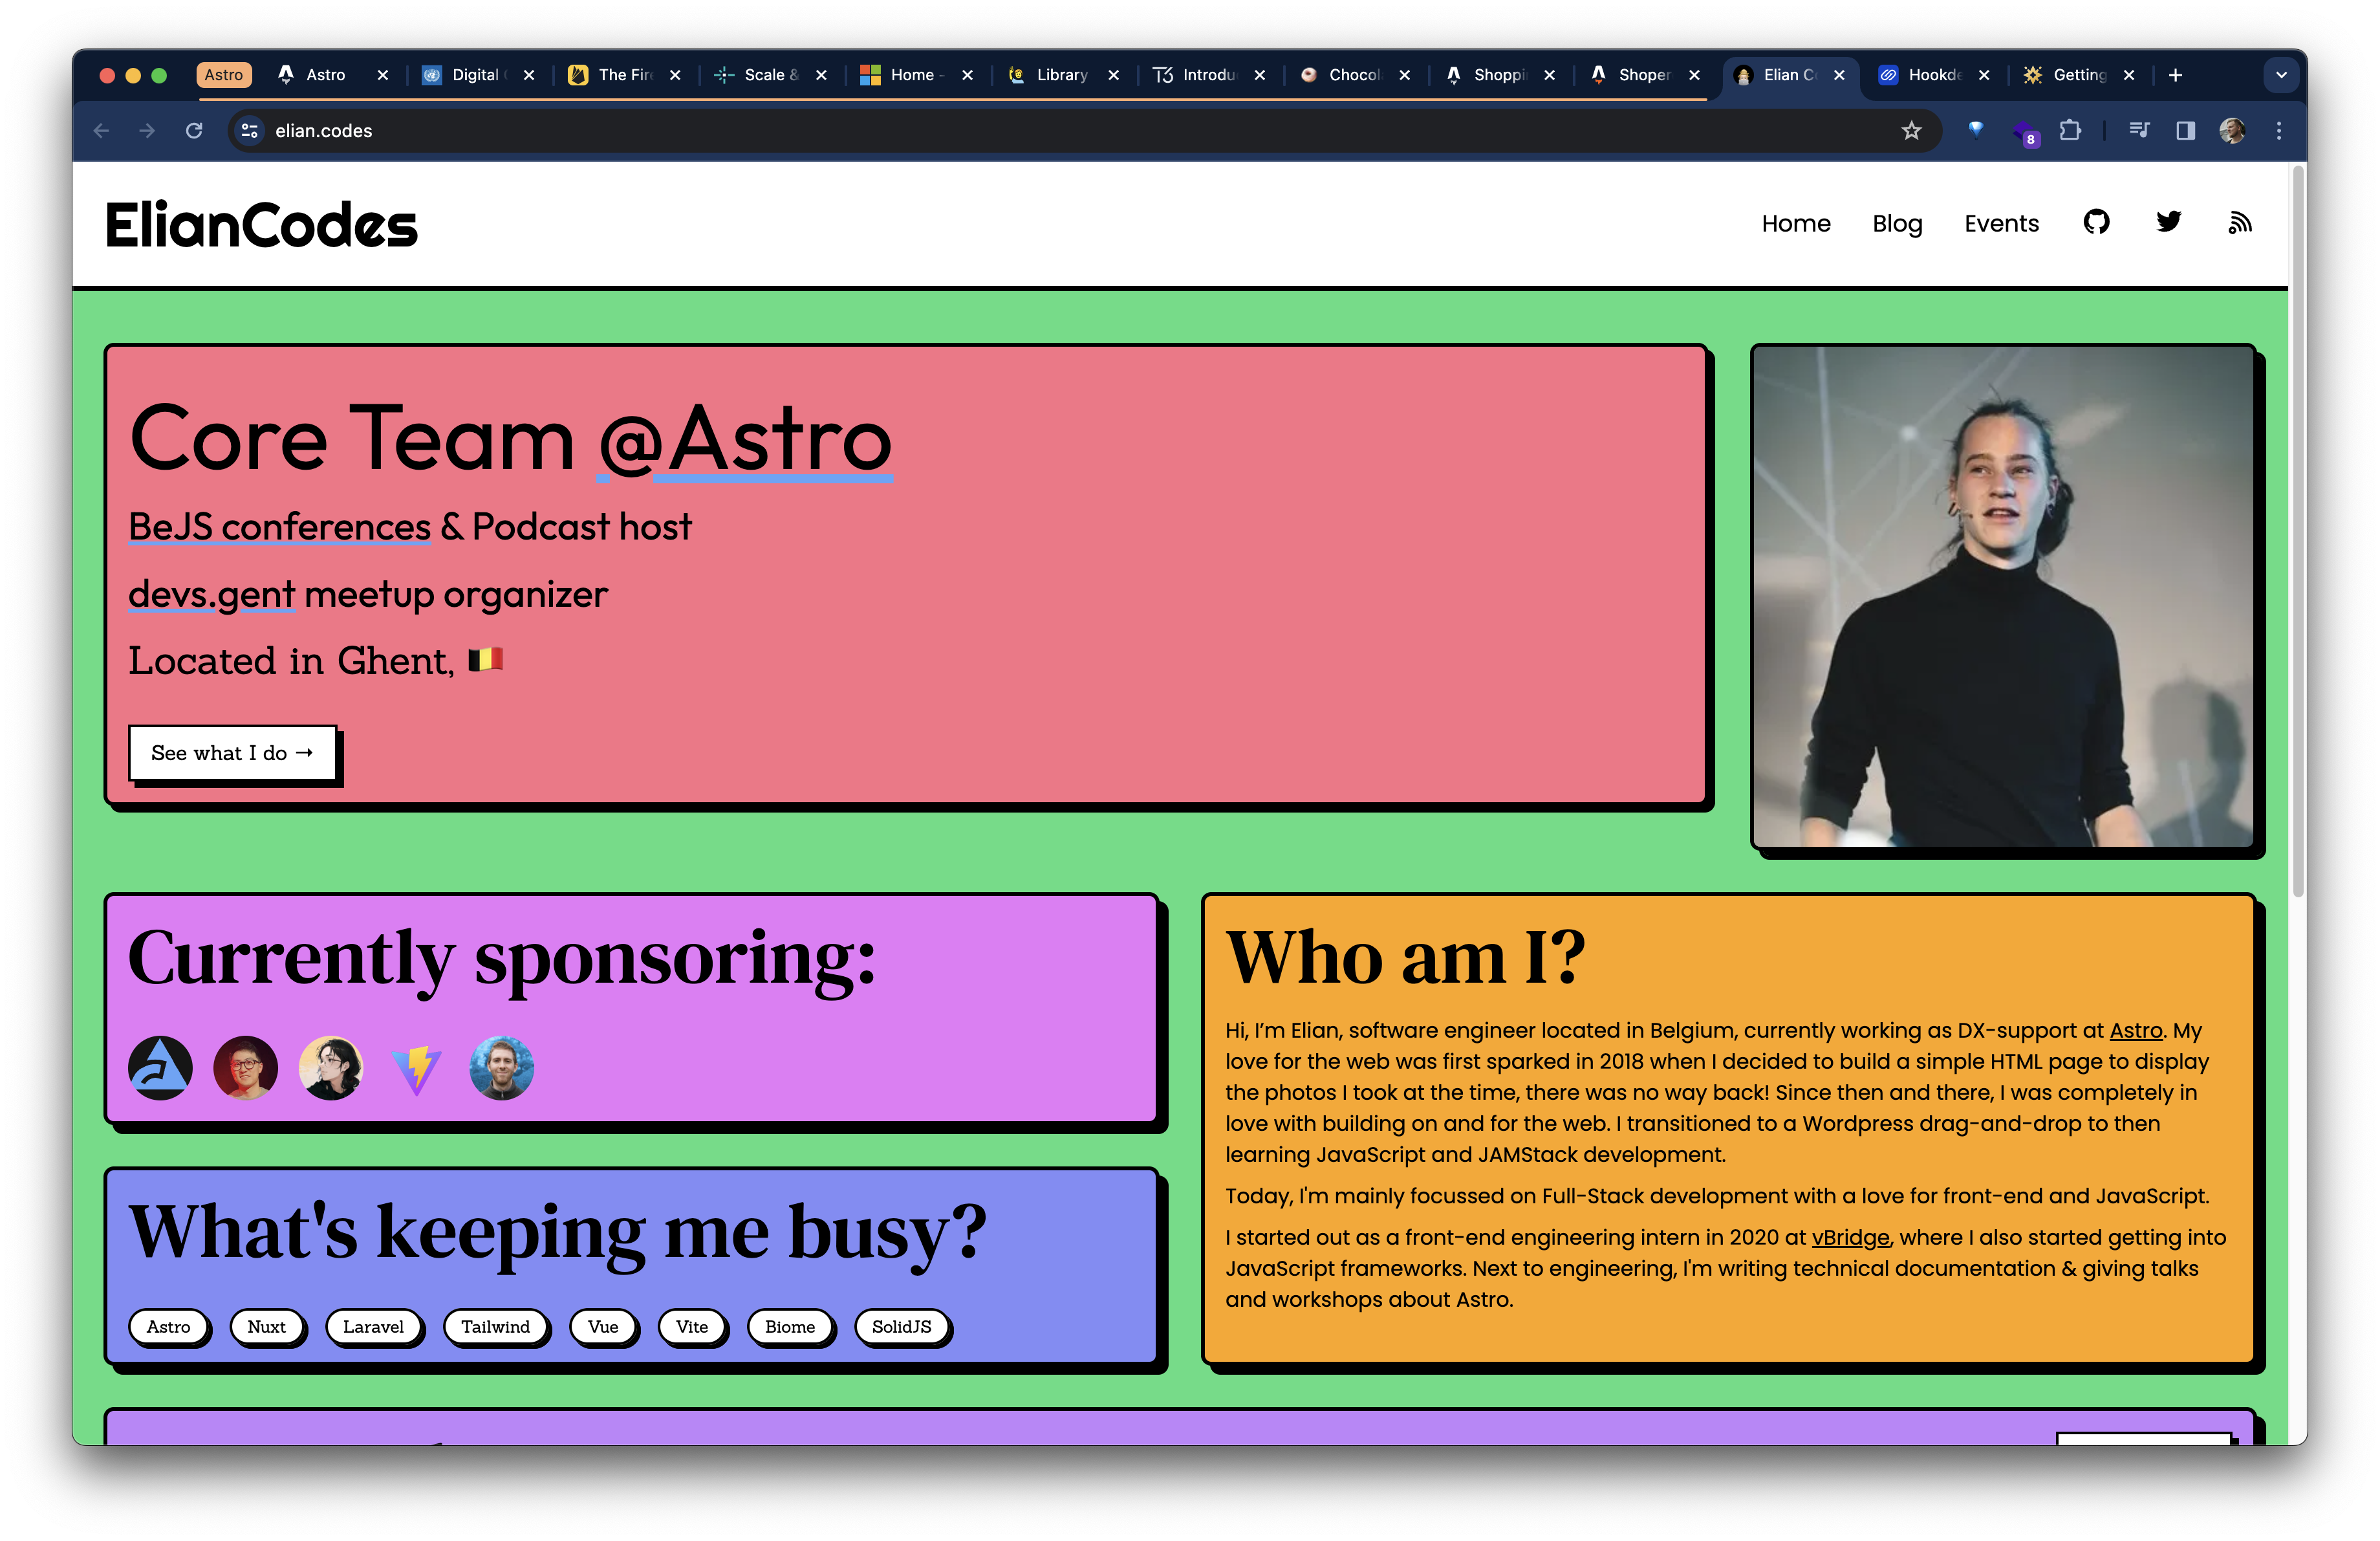 Astro
Astro
Digital
The Fire
Scale &
Home -
Library
Introdu
Chocol
Shoppi
Shoper
Elian C
Hookde
Getting
elian.codes
8
ElianCodes
Home
Blog
Events
Core Team @Astro
BeJS conferences & Podcast host
devs.gent meetup organizer
Located in Ghent, 🇧🇪
See what I do →
Currently sponsoring:
What's keeping me busy?
Astro
Nuxt
Laravel
Tailwind
Vue
Vite
Biome
SolidJS
Who am I?
Hi, I’m Elian, software engineer located in Belgium, currently working as DX-support at Astro. My
love for the web was first sparked in 2018 when I decided to build a simple HTML page to display
the photos I took at the time, there was no way back! Since then and there, I was completely in
love with building on and for the web. I transitioned to a Wordpress drag-and-drop to then
learning JavaScript and JAMStack development.
Today, I'm mainly focussed on Full-Stack development with a love for front-end and JavaScript.
I started out as a front-end engineering intern in 2020 at vBridge, where I also started getting into
JavaScript frameworks. Next to engineering, I'm writing technical documentation & giving talks
and workshops about Astro.